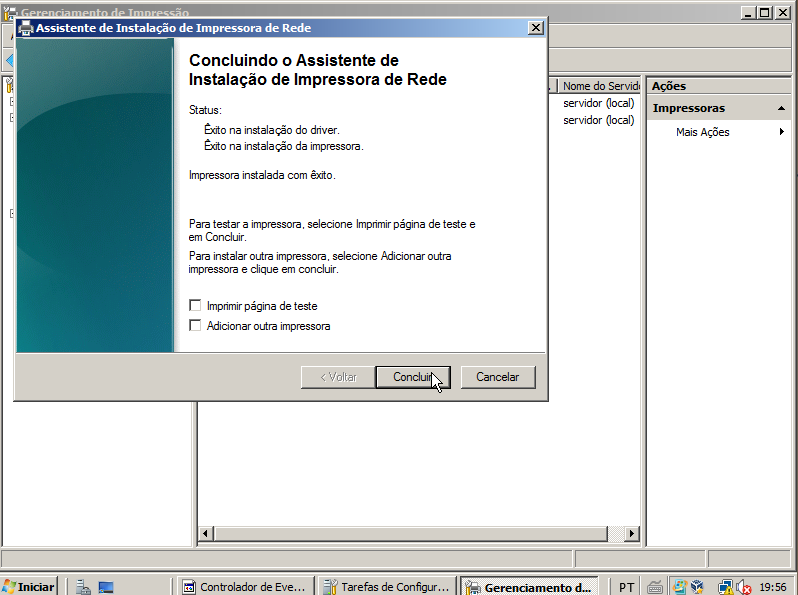 Gerenciamento de Impressão
Assistente de Instalação de Impressora de Rede
Concluindo o Assistente de
Instalação de Impressora de Rede
Status:
Êxito na instalação do driver.
Êxito na instalação da impressora.
Impressora instalada com êxito.
Para testar a impressora, selecione Imprimir página de teste e
em Concluir.
Para instalar outra impressora, selecione Adicionar outra
impressora e clique em concluir.
Imprimir página de teste
Adicionar outra impressora
< Voltar
Concluir
Cancelar
Nome do Servid
servidor (local)
servidor (local)
Ações
Impressoras
Mais Ações
Iniciar
Controlador de Eve...
Tarefas de Configur...
Gerenciamento d...
PT
19:56